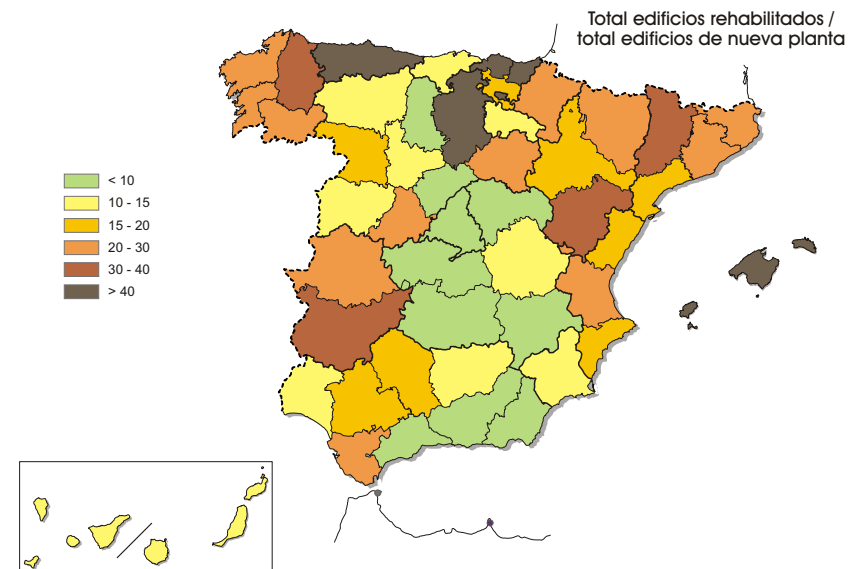 Total edificios rehabilitados /
total edificios de nueva planta
< 10
10 - 15
15 - 20
20 - 30
30 - 40
> 40